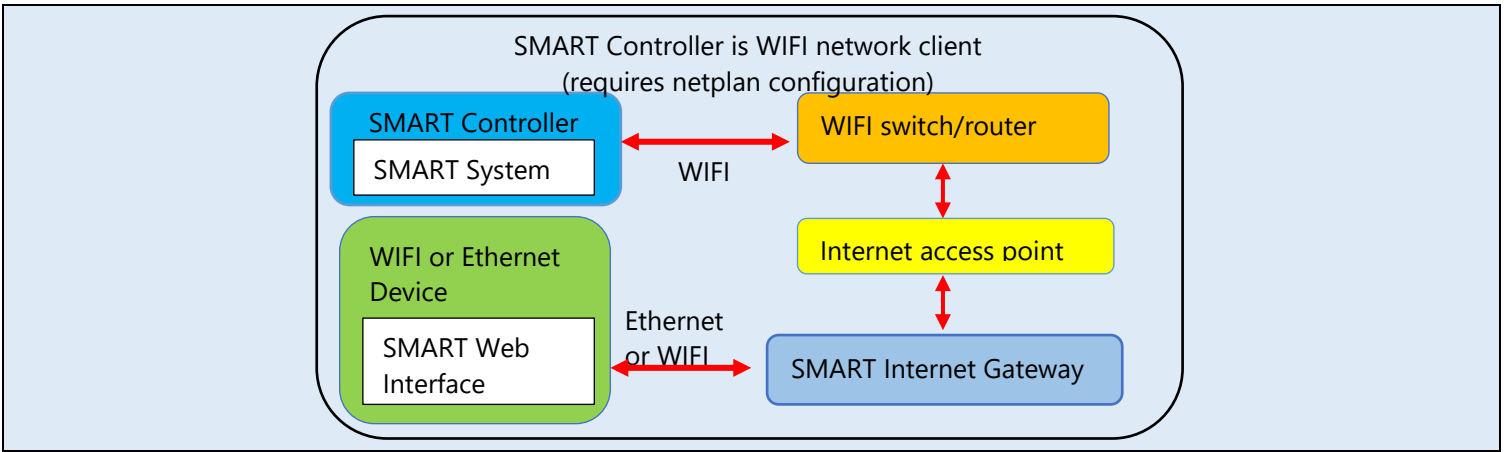 SMART Controller is WIFI network client
(requires netplan configuration)
SMART Controller
SMART System
WIFI
WIFI switch/router
Internet access point
WIFI or Ethernet
Device
SMART Web
Interface
Ethernet
or WIFI
SMART Internet Gateway